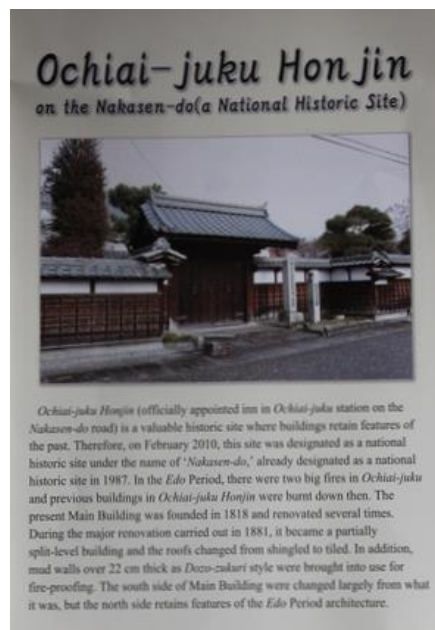 Ochiai-juku Honjin
on the Nakasen-do(a National Historic Site)
Ochiai-juku Honjin (officially appointed inn in Ochiai-juku station on the
Nakasen-do road) is a valuable historic site where buildings retain features of
the past. Therefore, on February 2010, this site was designated as a national
historic site under the name of ‘Nakasen-do,’ already designated as a national
historic site in 1987. In the Edo Period, there were two big fires in Ochiai-juku
and previous buildings in Ochiai-juku Honjin were burnt down then. The
present Main Building was founded in 1818 and renovated several times.
During the major renovation carried out in 1881, it became a partially
split-level building and the roofs changed from shingled to tiled. In addition,
mud walls over 22 cm thick as Dozo-zukuri style were brought into use for
fire-proofing. The south side of Main Building were changed largely from what
it was, but the north side retains features of the Edo Period architecture.